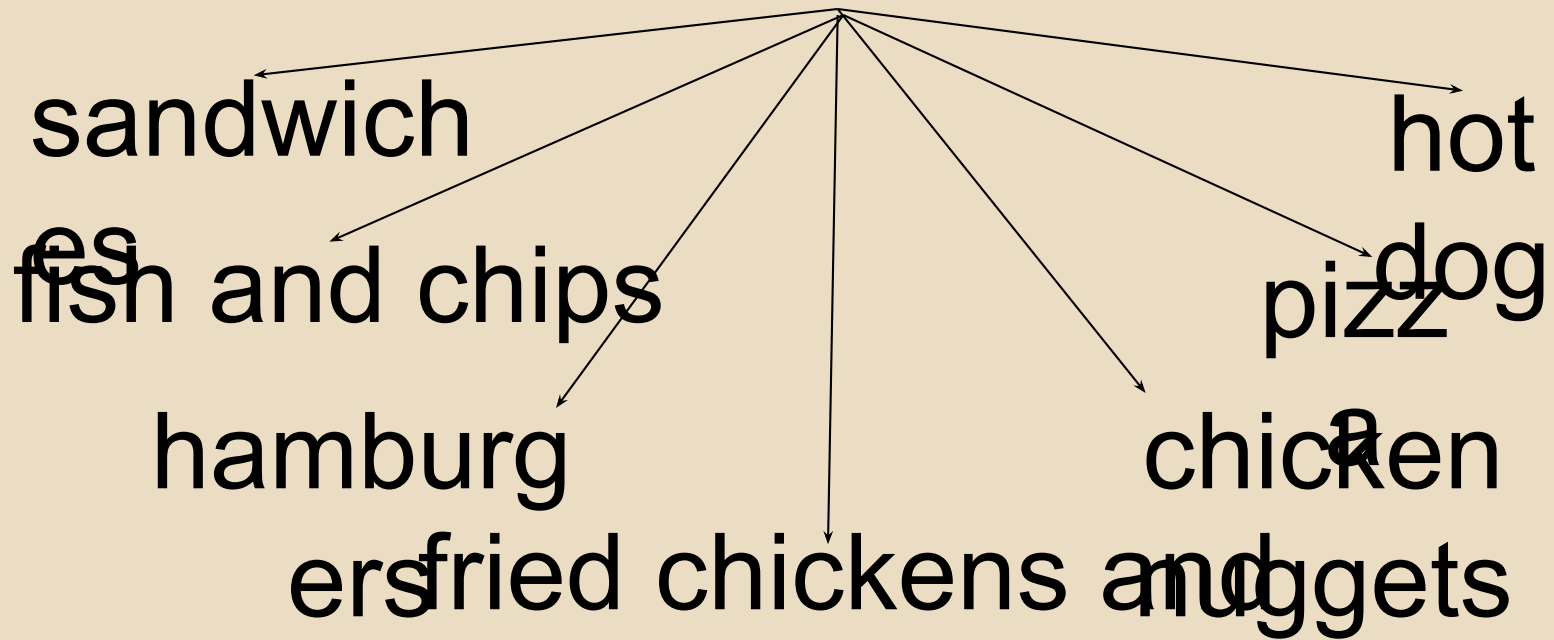 sandwich
es
fish and chips
hamburg
ers
fried chickens and
chicken
nuggets
pizz
a
hot
dog